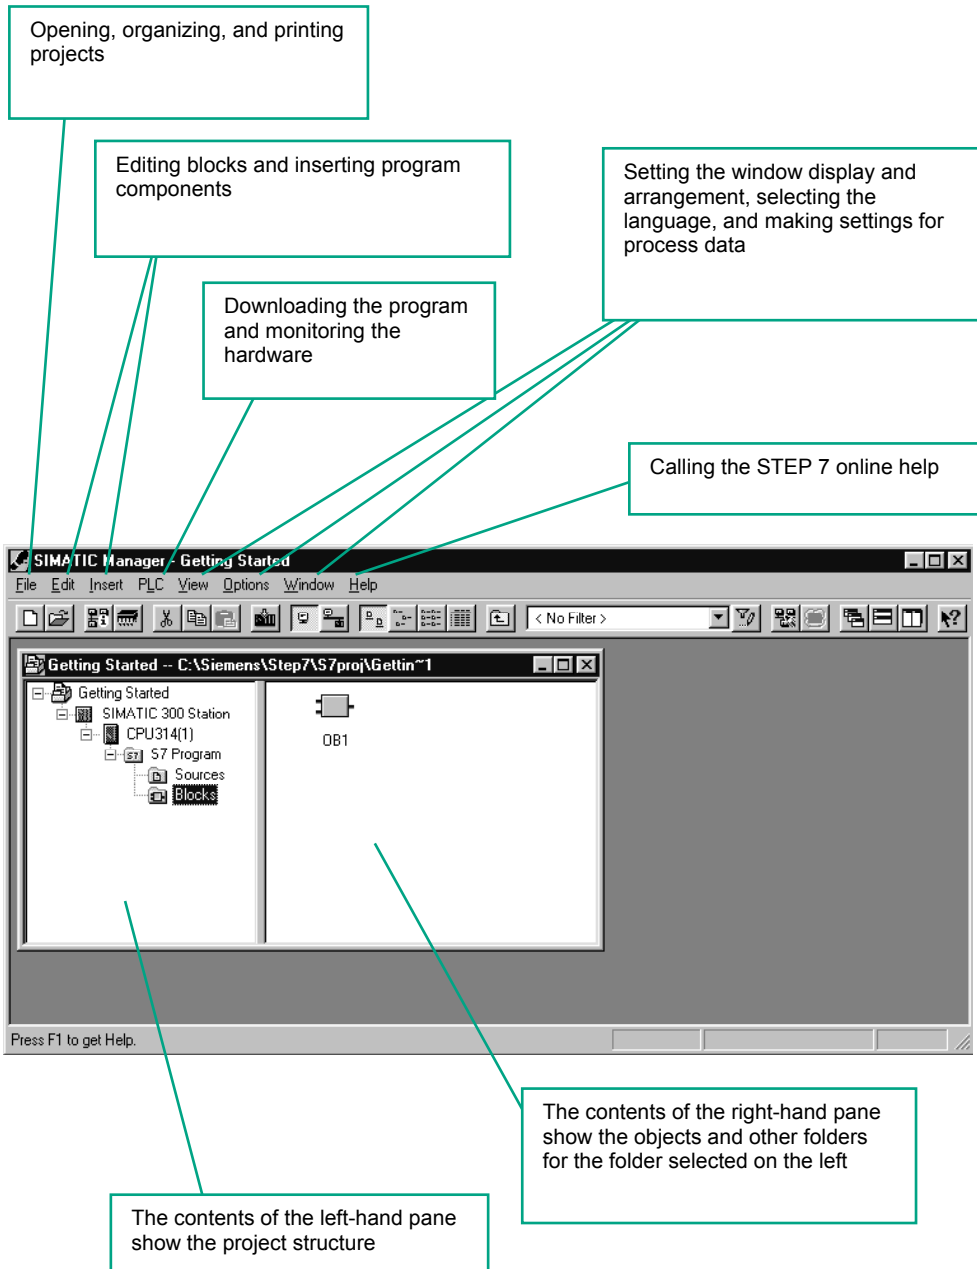 Opening, organizing, and printing
projects
Editing blocks and inserting program
components
Setting the window display and
arrangement, selecting the
language, and making settings for
process data
Downloading the program
and monitoring the
hardware
Calling the STEP 7 online help
SIMATIC Manager - Getting Started
File Edit Insert PLC View Options Window Help
< No Filter >
Getting Started -- C:\Siemens\Step7\S7proj\Gettin~1
Getting Started
SIMATIC 300 Station
CPU314(1)
S7 Program
Sources
Blocks
OB1
Press F1 to get Help.
The contents of the right-hand pane
show the objects and other folders
for the folder selected on the left
The contents of the left-hand pane
show the project structure